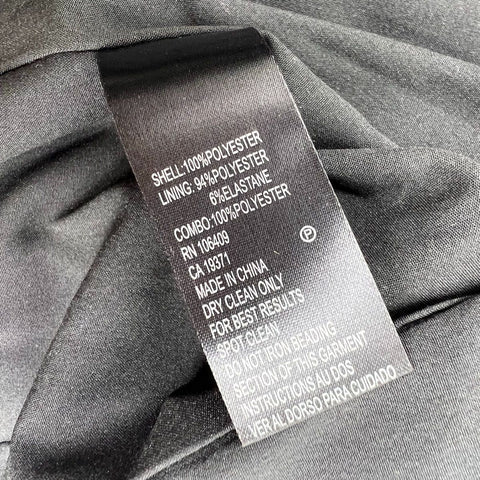 SHELL:100%POLYESTER
LINING: 94%POLYESTER
6%ELASTANE
COMBO:100%POLYESTER
RN 106409
CA 19371
MADE IN CHINA
DRY CLEAN ONLY
FOR BEST RESULTS
SPOT CLEAN
DO NOT IRON BEADING
SECTION OF THIS GARMENT
INSTRUCTIONS AU DOS
VER AL DORSO PARA CUIDADO
P